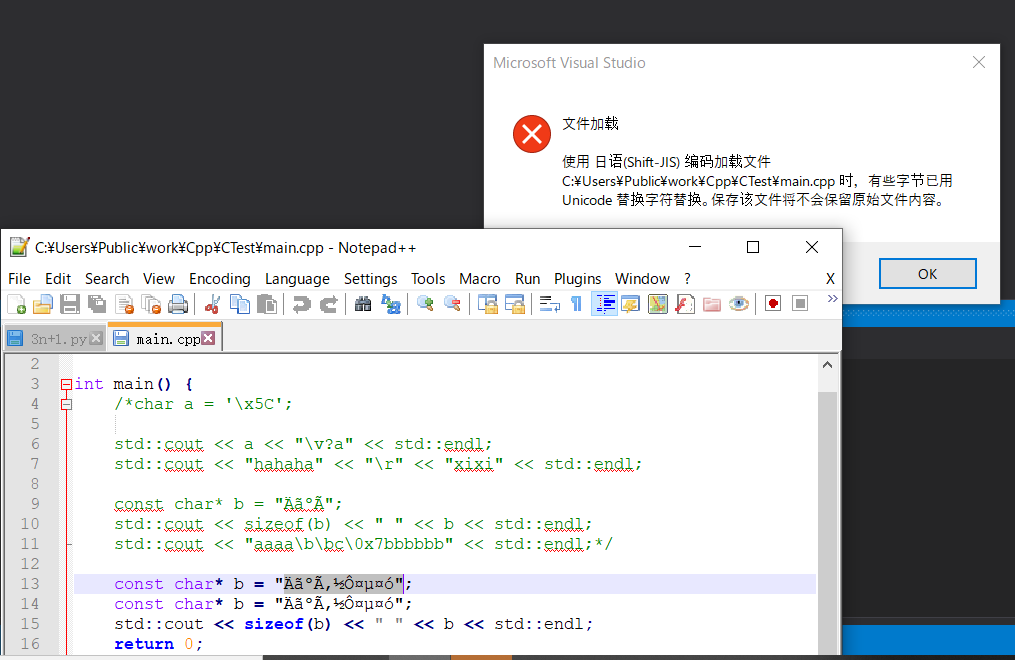 Microsoft Visual Studio
文件加载
使用 日语(Shift-JIS) 编码加载文件
C:¥Users¥Public¥work¥Cpp¥CTest¥main.cpp 时，有些字节已用
Unicode 替换字符替换。保存该文件将不会保留原始文件内容。
OK
C:¥Users¥Public¥work¥Cpp¥CTest¥main.cpp - Notepad++
File Edit Search View Encoding Language Settings Tools Macro Run Plugins Window ? X
3n+1.py main.cpp
2
3 int main() {
4 /*char a = '\x5C';
5
6 std::cout << a << "\v?a" << std::endl;
7 std::cout << "hahaha" << "\r" << "xixi" << std::endl;
8
9 const char* b = "Äãº Ã";
10 std::cout << sizeof(b) << " " << b << std::endl;
11 std::cout << "aaaa\b\bc\0x7bbbbbb" << std::endl;*/
12
13 const char* b = "ÄãºÃ,½Ô¤µ¤ó";
14 const char* b = "ÄãºÃ,½Ô¤µ¤ó";
15 std::cout << sizeof(b) << " " << b << std::endl;
16 return 0;